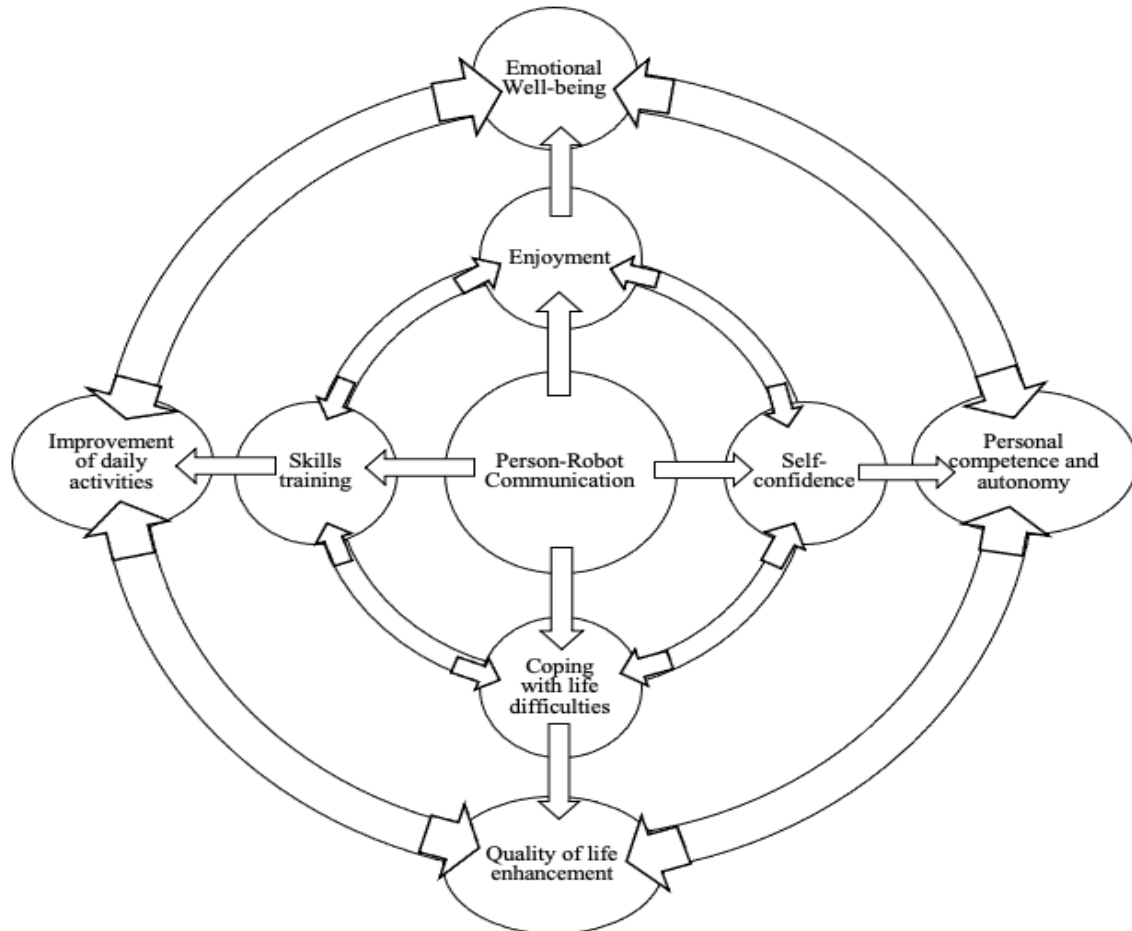 Emotional
Well-being
Enjoyment
Improvement
of daily
activities
Skills
training
Person-Robot
Communication
Self-
confidence
Personal
competence and
autonomy
Coping
with life
difficulties
Quality of life
enhancement